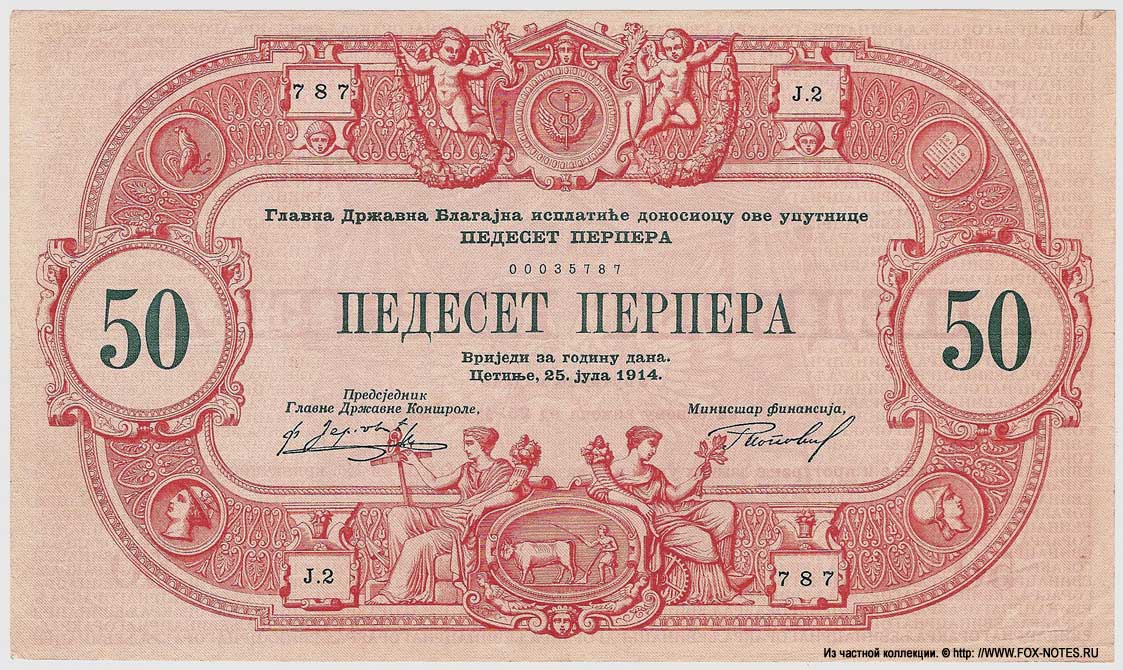 787
Ј.2
Главна Државна Благајна исплатиће доносиоцу ове упутнице
ПЕДЕСЕТ ПЕРПЕРА
00035787
ПЕДЕСЕТ ПЕРПЕРА
50
50
Вриједи за годину дана.
Цетиње, 25. јула 1914.
Предсједник
Главне Државне Контроле,
Министар финансија,
Ј.2
787
Из частной коллекции. © http: //WWW.FOX-NOTES.RU